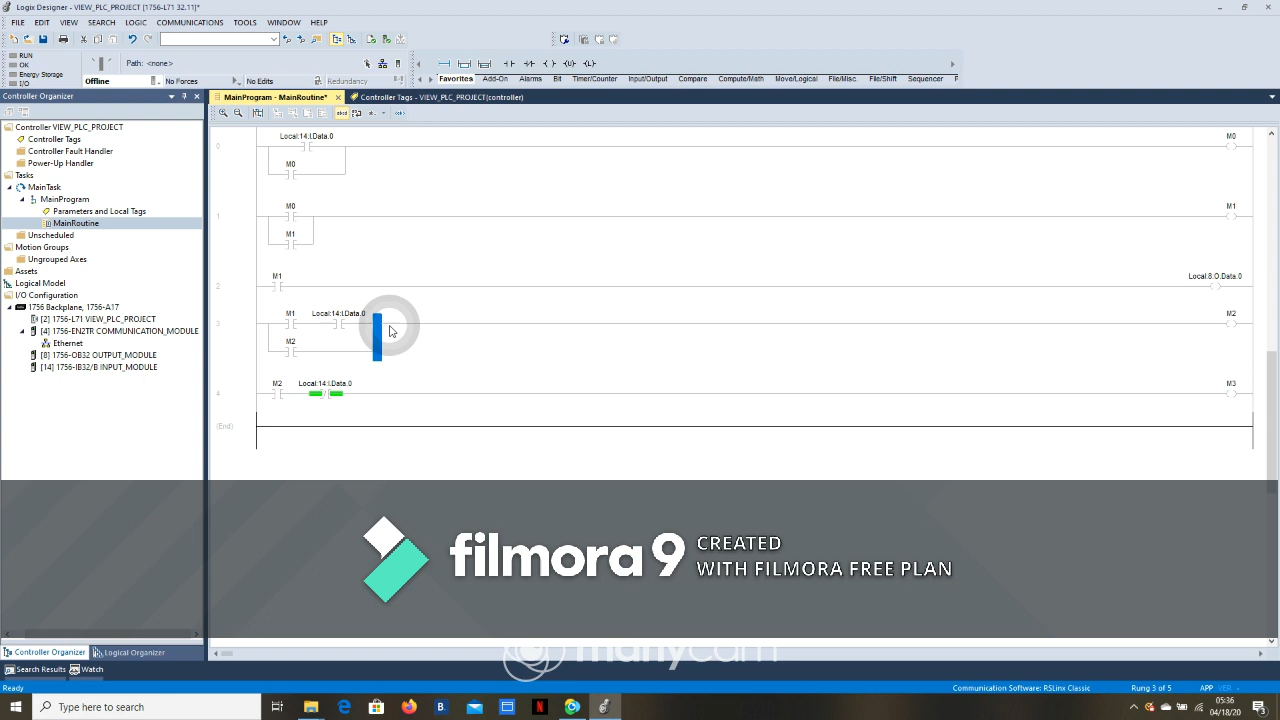 Logix Designer - VIEW_PLC_PROJECT [1756-L71 32.11]*
FILE EDIT VIEW SEARCH LOGIC COMMUNICATIONS TOOLS WINDOW HELP
RUN
OK
Energy Storage
I/O
Path: <none>
Offline
No Forces
No Edits
Redundancy
Favorites Add-On Alarms Bit Timer/Counter Input/Output Compare Compute/Math Move/Logical File/Misc. File/Shift Sequencer
Controller Organizer
MainProgram - MainRoutine*
Controller Tags - VIEW_PLC_PROJECT(controller)
Controller VIEW_PLC_PROJECT
Controller Tags
Controller Fault Handler
Power-Up Handler
Tasks
MainTask
MainProgram
Parameters and Local Tags
MainRoutine
Unscheduled
Motion Groups
Ungrouped Axes
Assets
Logical Model
I/O Configuration
1756 Backplane, 1756-A17
[2] 1756-L71 VIEW_PLC_PROJECT
[4] 1756-EN2TR COMMUNICATION_MODULE
Ethernet
[8] 1756-OB32 OUTPUT_MODULE
[14] 1756-IB32/B INPUT_MODULE
Local:14:I.Data.0 M0
0
M0
M0 M1
1
M1
M1 Local:8:O.Data.0
2
M1 Local:14:I.Data.0 M2
3
M2
M2 Local:14:I.Data.0 M3
4
(End)
filmora 9
CREATED
WITH FILMORA FREE PLAN
manycam
Controller Organizer Logical Organizer
Search Results Watch
Ready
Communication Software: RSLinx Classic
Rung 3 of 5
APP VER
Type here to search
05:36
04/18/20